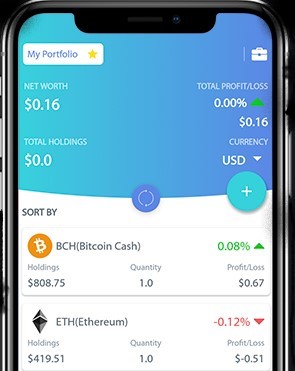 My Portfolio
NET WORTH TOTAL PROFIT/LOSS
$0.16 0.00%
$0.16
TOTAL HOLDINGS CURRENCY
$0.0 USD
+
SORT BY
BCH(Bitcoin Cash) 0.08%
Holdings Quantity Profit/Loss
$808.75 1.0 $0.67
ETH(Ethereum) -0.12%
Holdings Quantity Profit/Loss
$419.51 1.0 $-0.51